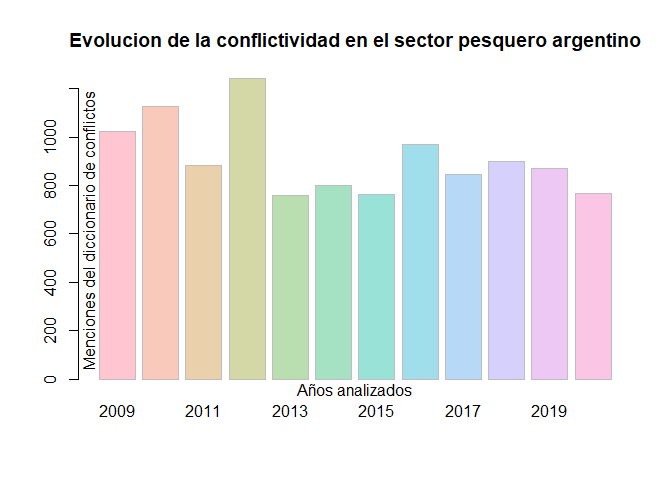 Evolucion de la conflictividad en el sector pesquero argentino
Menciones del diccionario de conflictos
1000
800
600
400
200
0
Años analizados
2009 2011 2013 2015 2017 2019